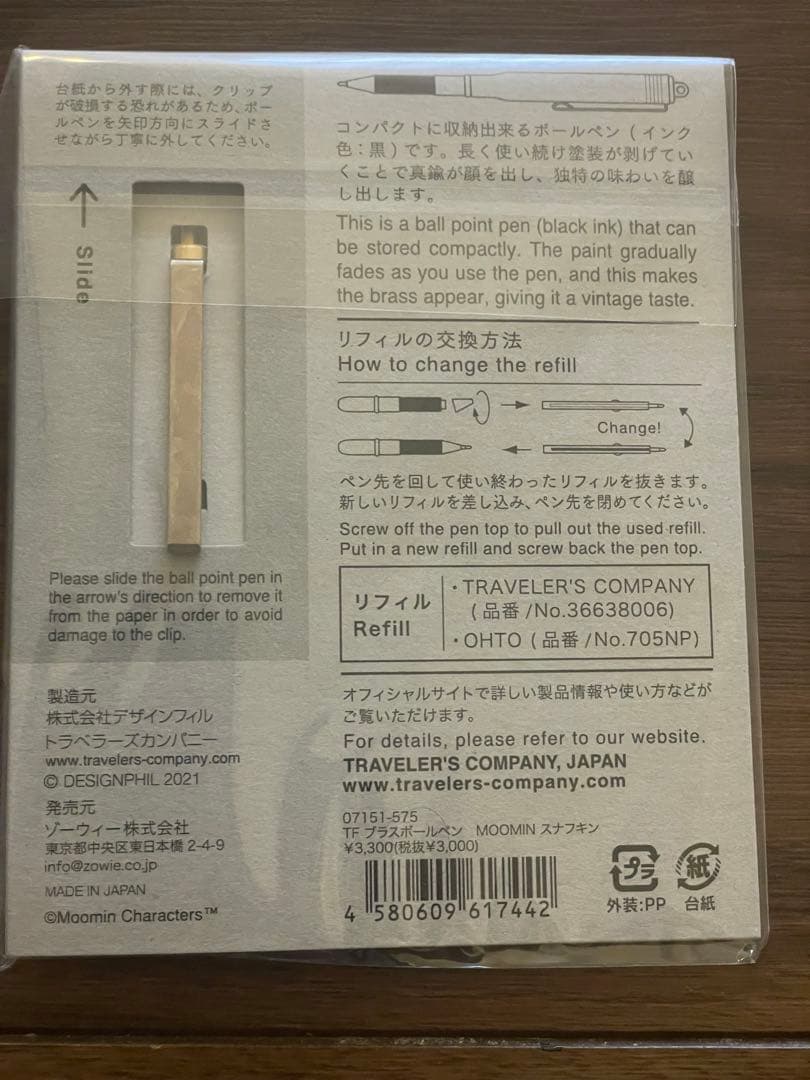 台紙から外す際には、クリップ
が破損する恐れがあるため、ボー
ルペンを矢印方向にスライドさ
せながら丁寧に外してください。
Slide
Please slide the ball point pen in
the arrow's direction to remove it
from the paper in order to avoid
damage to the clip.
製造元
株式会社デザインフィル
トラベラーズカンパニー
www.travelers-company.com
© DESIGNPHIL 2021
発売元
ゾーウィー株式会社
東京都中央区東日本橋 2-4-9
info@zowie.co.jp
MADE IN JAPAN
©Moomin Characters™
コンパクトに収納出来るボールペン（インク
色：黒）です。長く使い続け塗装が剥げてい
くことで真鍮が顔を出し、独特の味わいを醸
し出します。
This is a ball point pen (black ink) that can
be stored compactly. The paint gradually
fades as you use the pen, and this makes
the brass appear, giving it a vintage taste.
リフィルの交換方法
How to change the refill
Change!
ペン先を回して使い終わったリフィルを抜きます。
新しいリフィルを差し込み、ペン先を閉めてください。
Screw off the pen top to pull out the used refill.
Put in a new refill and screw back the pen top.
リフィル
Refill
・TRAVELER'S COMPANY
（品番/No.36638006）
・OHTO（品番/No.705NP）
オフィシャルサイトで詳しい製品情報や使い方などが
ご覧いただけます。
For details, please refer to our website.
TRAVELER'S COMPANY, JAPAN
www.travelers-company.com
07151-575
TF ブラスボールペン　MOOMIN スナフキン
¥3,300(税抜¥3,000)
4 580609 617442
プラ
外装:PP
紙
台紙